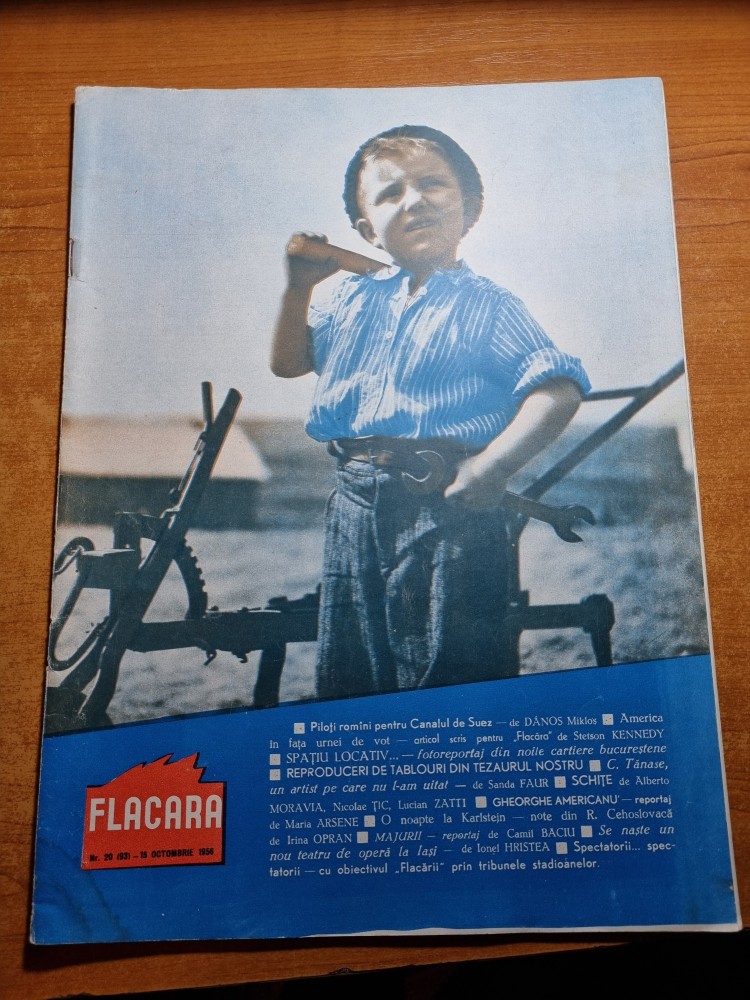 Piloți romîni pentru Canalul de Suez — de DÁNOS Miklos America
în fața urnei de vot — articol scris pentru „Flacăra" de Stetson KENNEDY
SPAȚIU LOCATIV... — fotoreportaj din noile cartiere bucureștene
REPRODUCERI DE TABLOURI DIN TEZAURUL NOSTRU C. Tănase,
un artist pe care nu l-am uitat — de Sanda FAUR SCHIȚE de Alberto
MORAVIA, Nicolae ȚIC, Lucian ZATTI GHEORGHE AMERICANU' — reportaj
de Maria ARSENE O noapte la Karlstejn — note din R. Cehoslovacă
de Irina OPRAN MAJURII — reportaj de Camil BACIU Se naște un
nou teatru de operă la Iași — de Ionel HRISTEA Spectatorii... spec-
tatorii — cu obiectivul „Flacării" prin tribunele stadioanelor.
FLACARA
Nr. 20 (93) — 15 OCTOMBRIE 1956